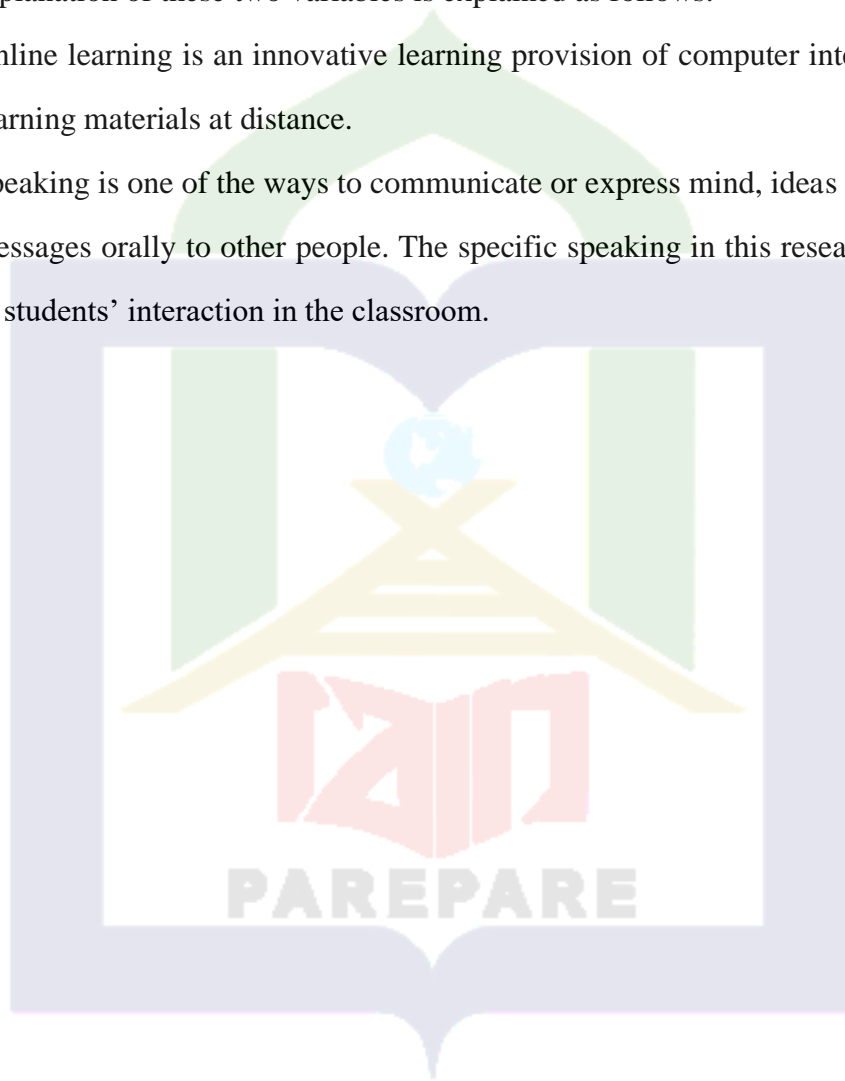 planation of these two variables is explained as follows:
nline learning is an innovative learning provision of computer inte
arning materials at distance.
peaking is one of the ways to communicate or express mind, ideas
essages orally to other people. The specific speaking in this resea
students' interaction in the classroom.
iain
PAREPARE